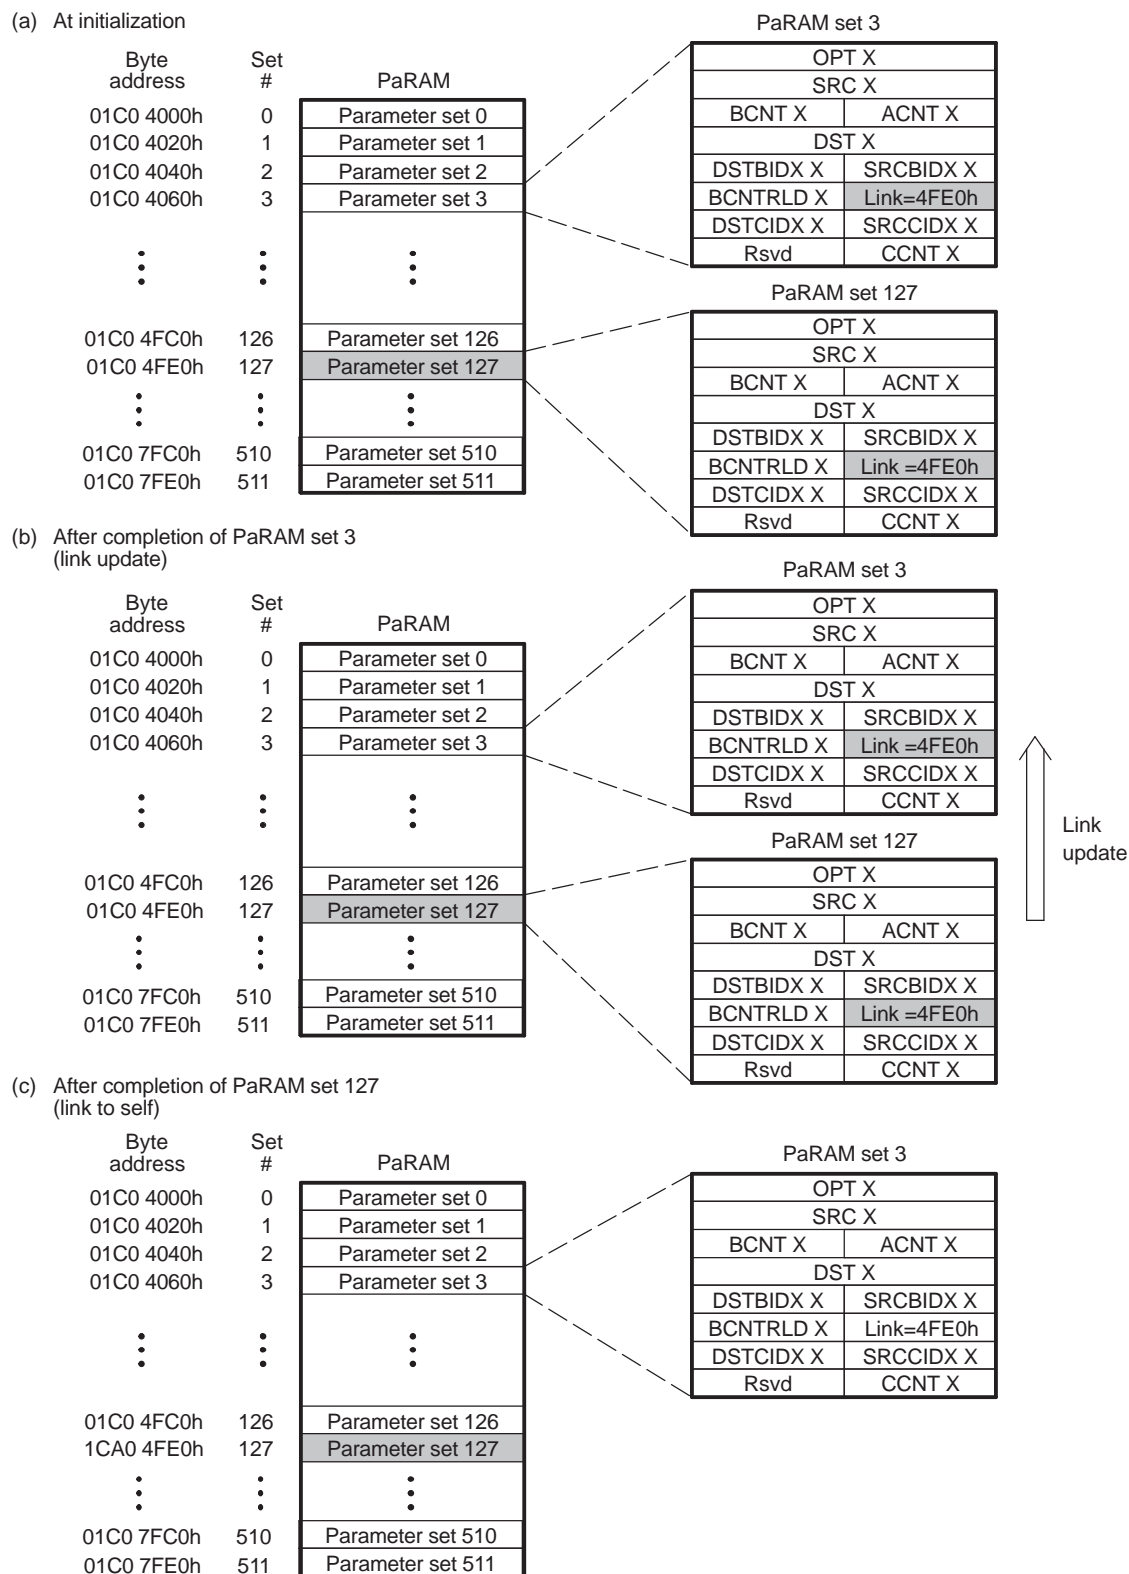 (a) At initialization
PaRAM set 3
Byte address
Set #
PaRAM
01C0 4000h 0 Parameter set 0
01C0 4020h 1 Parameter set 1
01C0 4040h 2 Parameter set 2
01C0 4060h 3 Parameter set 3
01C0 4FC0h 126 Parameter set 126
01C0 4FE0h 127 Parameter set 127
01C0 7FC0h 510 Parameter set 510
01C0 7FE0h 511 Parameter set 511
OPT X
SRC X
BCNT X ACNT X
DST X
DSTBIDX X SRCBIDX X
BCNTRLD X Link=4FE0h
DSTCIDX X SRCCIDX X
Rsvd CCNT X
PaRAM set 127
OPT X
SRC X
BCNT X ACNT X
DST X
DSTBIDX X SRCBIDX X
BCNTRLD X Link =4FE0h
DSTCIDX X SRCCIDX X
Rsvd CCNT X
(b) After completion of PaRAM set 3
(link update)
Byte address
Set #
PaRAM
01C0 4000h 0 Parameter set 0
01C0 4020h 1 Parameter set 1
01C0 4040h 2 Parameter set 2
01C0 4060h 3 Parameter set 3
01C0 4FC0h 126 Parameter set 126
01C0 4FE0h 127 Parameter set 127
01C0 7FC0h 510 Parameter set 510
01C0 7FE0h 511 Parameter set 511
PaRAM set 3
OPT X
SRC X
BCNT X ACNT X
DST X
DSTBIDX X SRCBIDX X
BCNTRLD X Link =4FE0h
DSTCIDX X SRCCIDX X
Rsvd CCNT X
PaRAM set 127
OPT X
SRC X
BCNT X ACNT X
DST X
DSTBIDX X SRCBIDX X
BCNTRLD X Link =4FE0h
DSTCIDX X SRCCIDX X
Rsvd CCNT X
Link
update
(c) After completion of PaRAM set 127
(link to self)
Byte address
Set #
PaRAM
01C0 4000h 0 Parameter set 0
01C0 4020h 1 Parameter set 1
01C0 4040h 2 Parameter set 2
01C0 4060h 3 Parameter set 3
01C0 4FC0h 126 Parameter set 126
1CA0 4FE0h 127 Parameter set 127
01C0 7FC0h 510 Parameter set 510
01C0 7FE0h 511 Parameter set 511
PaRAM set 3
OPT X
SRC X
BCNT X ACNT X
DST X
DSTBIDX X SRCBIDX X
BCNTRLD X Link=4FE0h
DSTCIDX X SRCCIDX X
Rsvd CCNT X